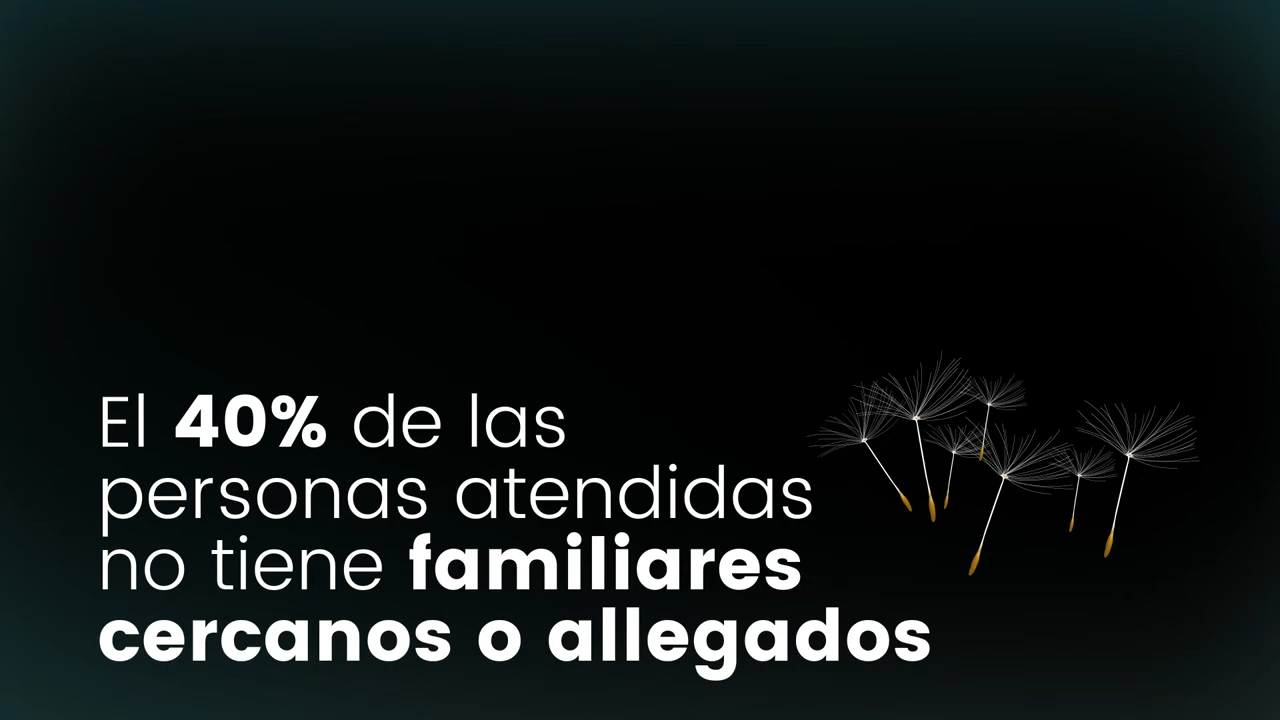 El 40% de las
personas atendidas
no tiene familiares
cercanos o allegados